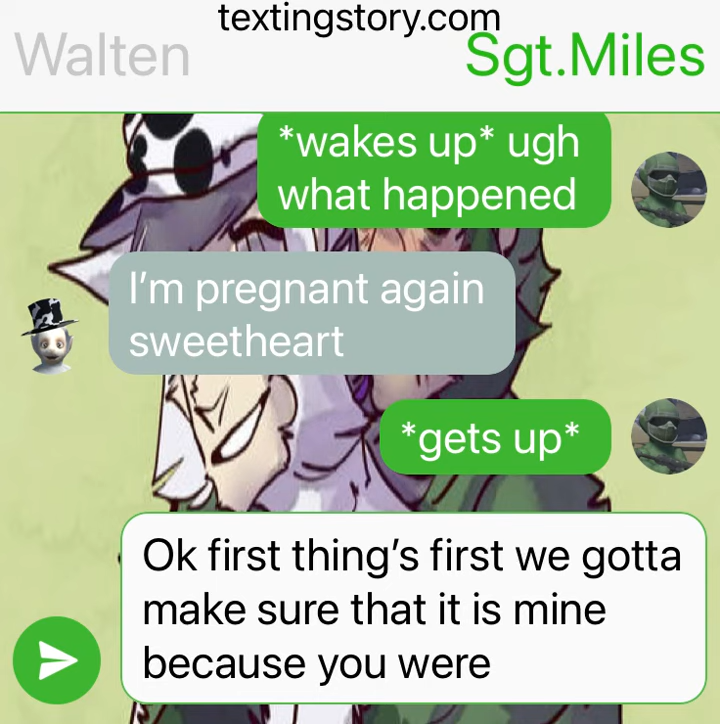 textingstory.com
Walten
Sgt.Miles
*wakes up* ugh
what happened
I’m pregnant again
sweetheart
*gets up*
Ok first thing’s first we gotta
make sure that it is mine
because you were